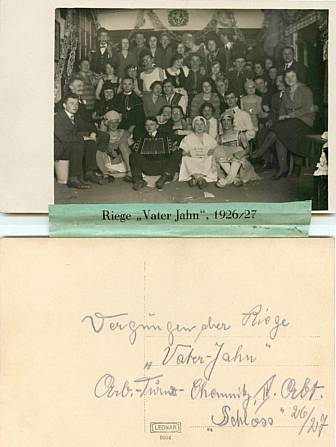 Riege „Vater Jahn“, 1926/27
Vergnügen der Riege
„Vater-Jahn“
Arb.-Turn- Chemnitz Abt.
„Schloss“ 26/27
LEONAR